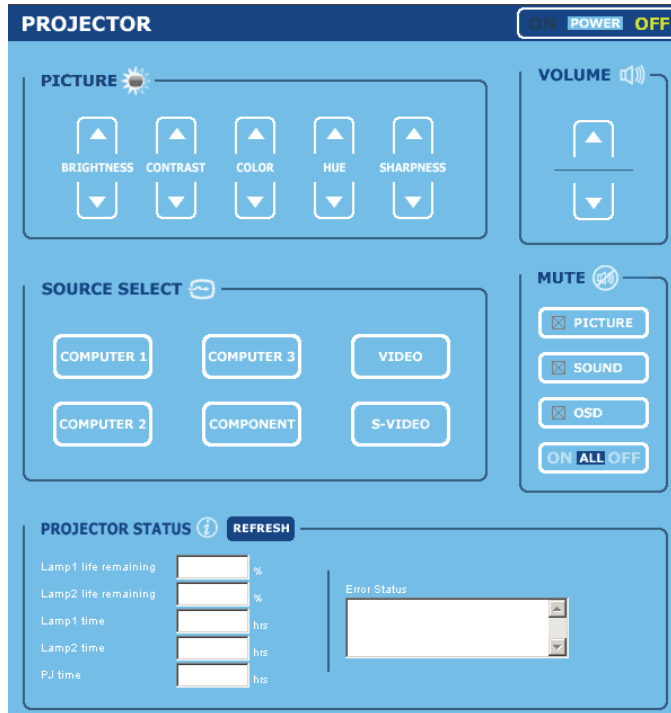 PROJECTOR
ON POWER OFF
PICTURE
BRIGHTNESS CONTRAST COLOR HUE SHARPNESS
VOLUME
SOURCE SELECT
COMPUTER 1 COMPUTER 3 VIDEO
COMPUTER 2 COMPONENT S-VIDEO
MUTE
PICTURE
SOUND
OSD
ON ALL OFF
PROJECTOR STATUS i REFRESH
Lamp1 life remaining %
Lamp2 life remaining %
Lamp1 time hrs
Lamp2 time hrs
PJ time hrs
Error Status